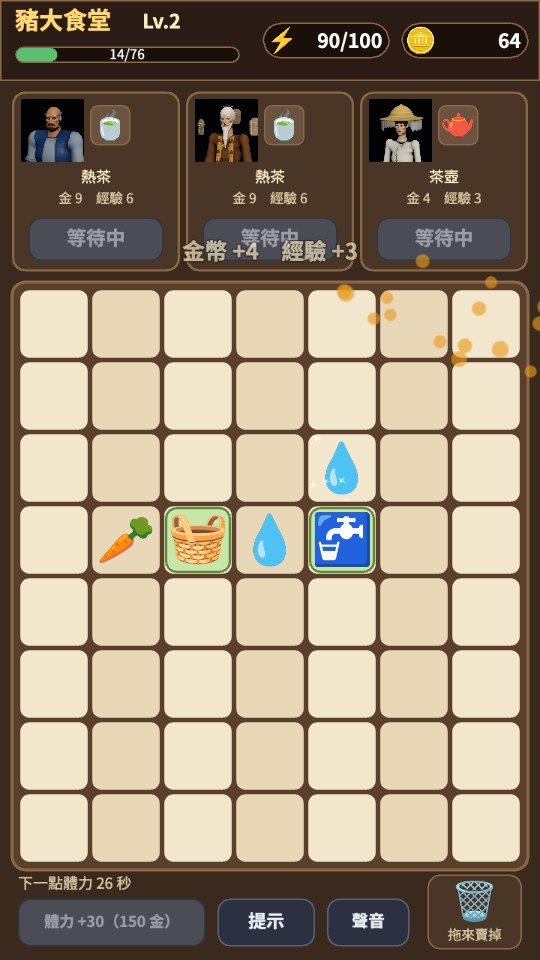 豬大食堂 Lv.2
14/76
90/100
64
熱茶
金 9 經驗 6
等待中
熱茶
金 9 經驗 6
等待中
茶壺
金 4 經驗 3
等待中
金幣 +4 經驗 +3
下一點體力 26 秒
體力 +30（150 金）
提示
聲音
拖來賣掉